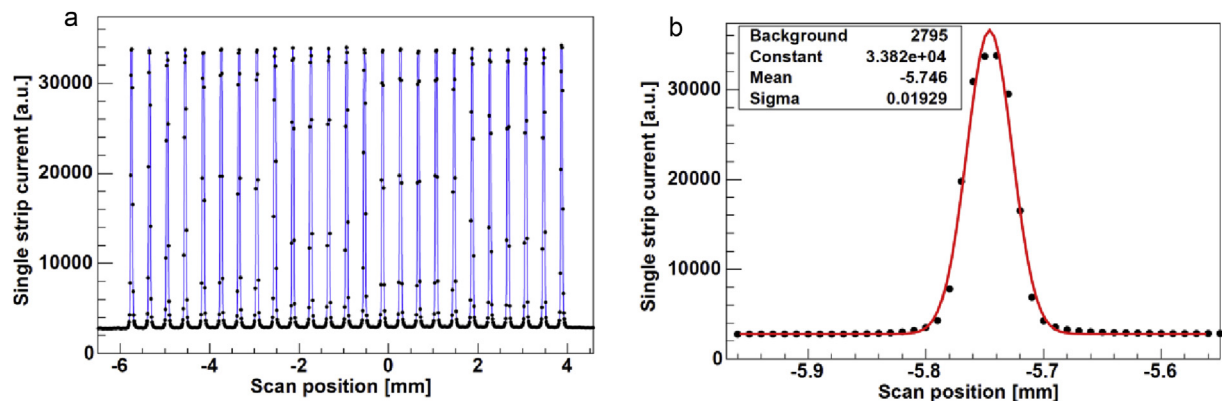 a
Single strip current [a.u.]
30000
20000
10000
0
-6 -4 -2 0 2 4
Scan position [mm]
b
Background 2795
Constant 3.382e+04
Mean -5.746
Sigma 0.01929
Single strip current [a.u.]
30000
20000
10000
0
-5.9 -5.8 -5.7 -5.6
Scan position [mm]